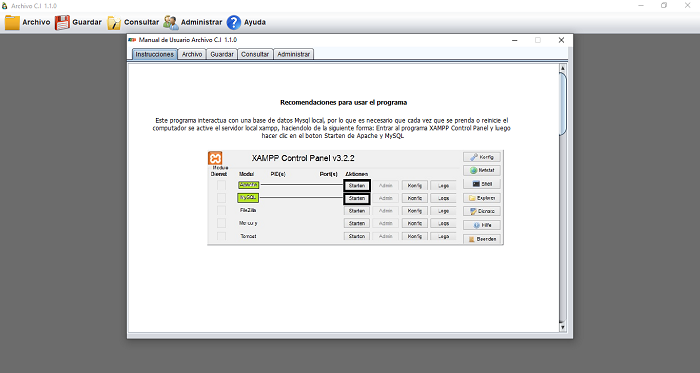 Archivo C.I 1.1.0
Archivo Guardar Consultar Administrar Ayuda
Manual de Usuario Archivo C.I 1.1.0
Instrucciones Archivo Guardar Consultar Administrar
Recomendaciones para usar el programa
Este programa interactua con una base de datos Mysql local, por lo que es necesario que cada vez que se prenda o reinicie el
computador se active el servidor local xampp, haciendolo de la siguiente forma: Entrar al programa XAMPP Control Panel y luego
hacer clic en el boton Starten de Apache y MySQL
XAMPP Control Panel v3.2.2
Konfig
Module
Dienst Modul PID(s) Port(s) Aktionen
Netstat
Apache Starten Admin Konfig Logs
Shell
MySQL Starten Admin Konfig Logs
Explorer
FileZilla Starten Admin Konfig Logs
Dienste
Mercury Starten Admin Konfig Logs
Hilfe
Tomcat Starten Admin Konfig Logs
Beenden